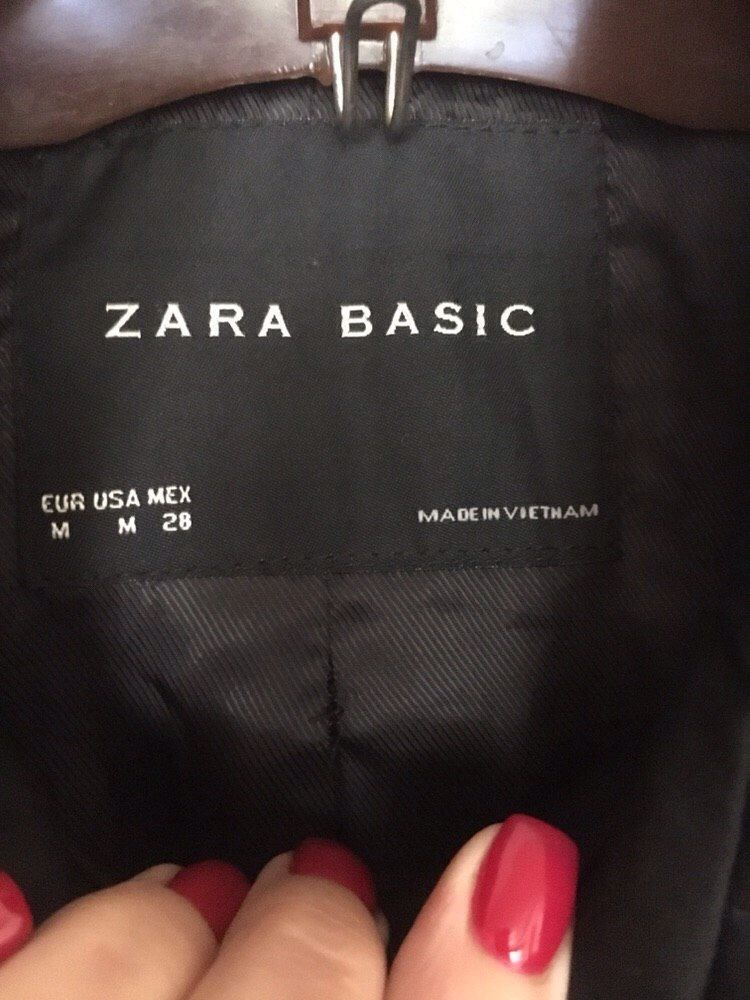 ZARA BASIC
EUR USA MEX
M M 28
MADE IN VIETNAM